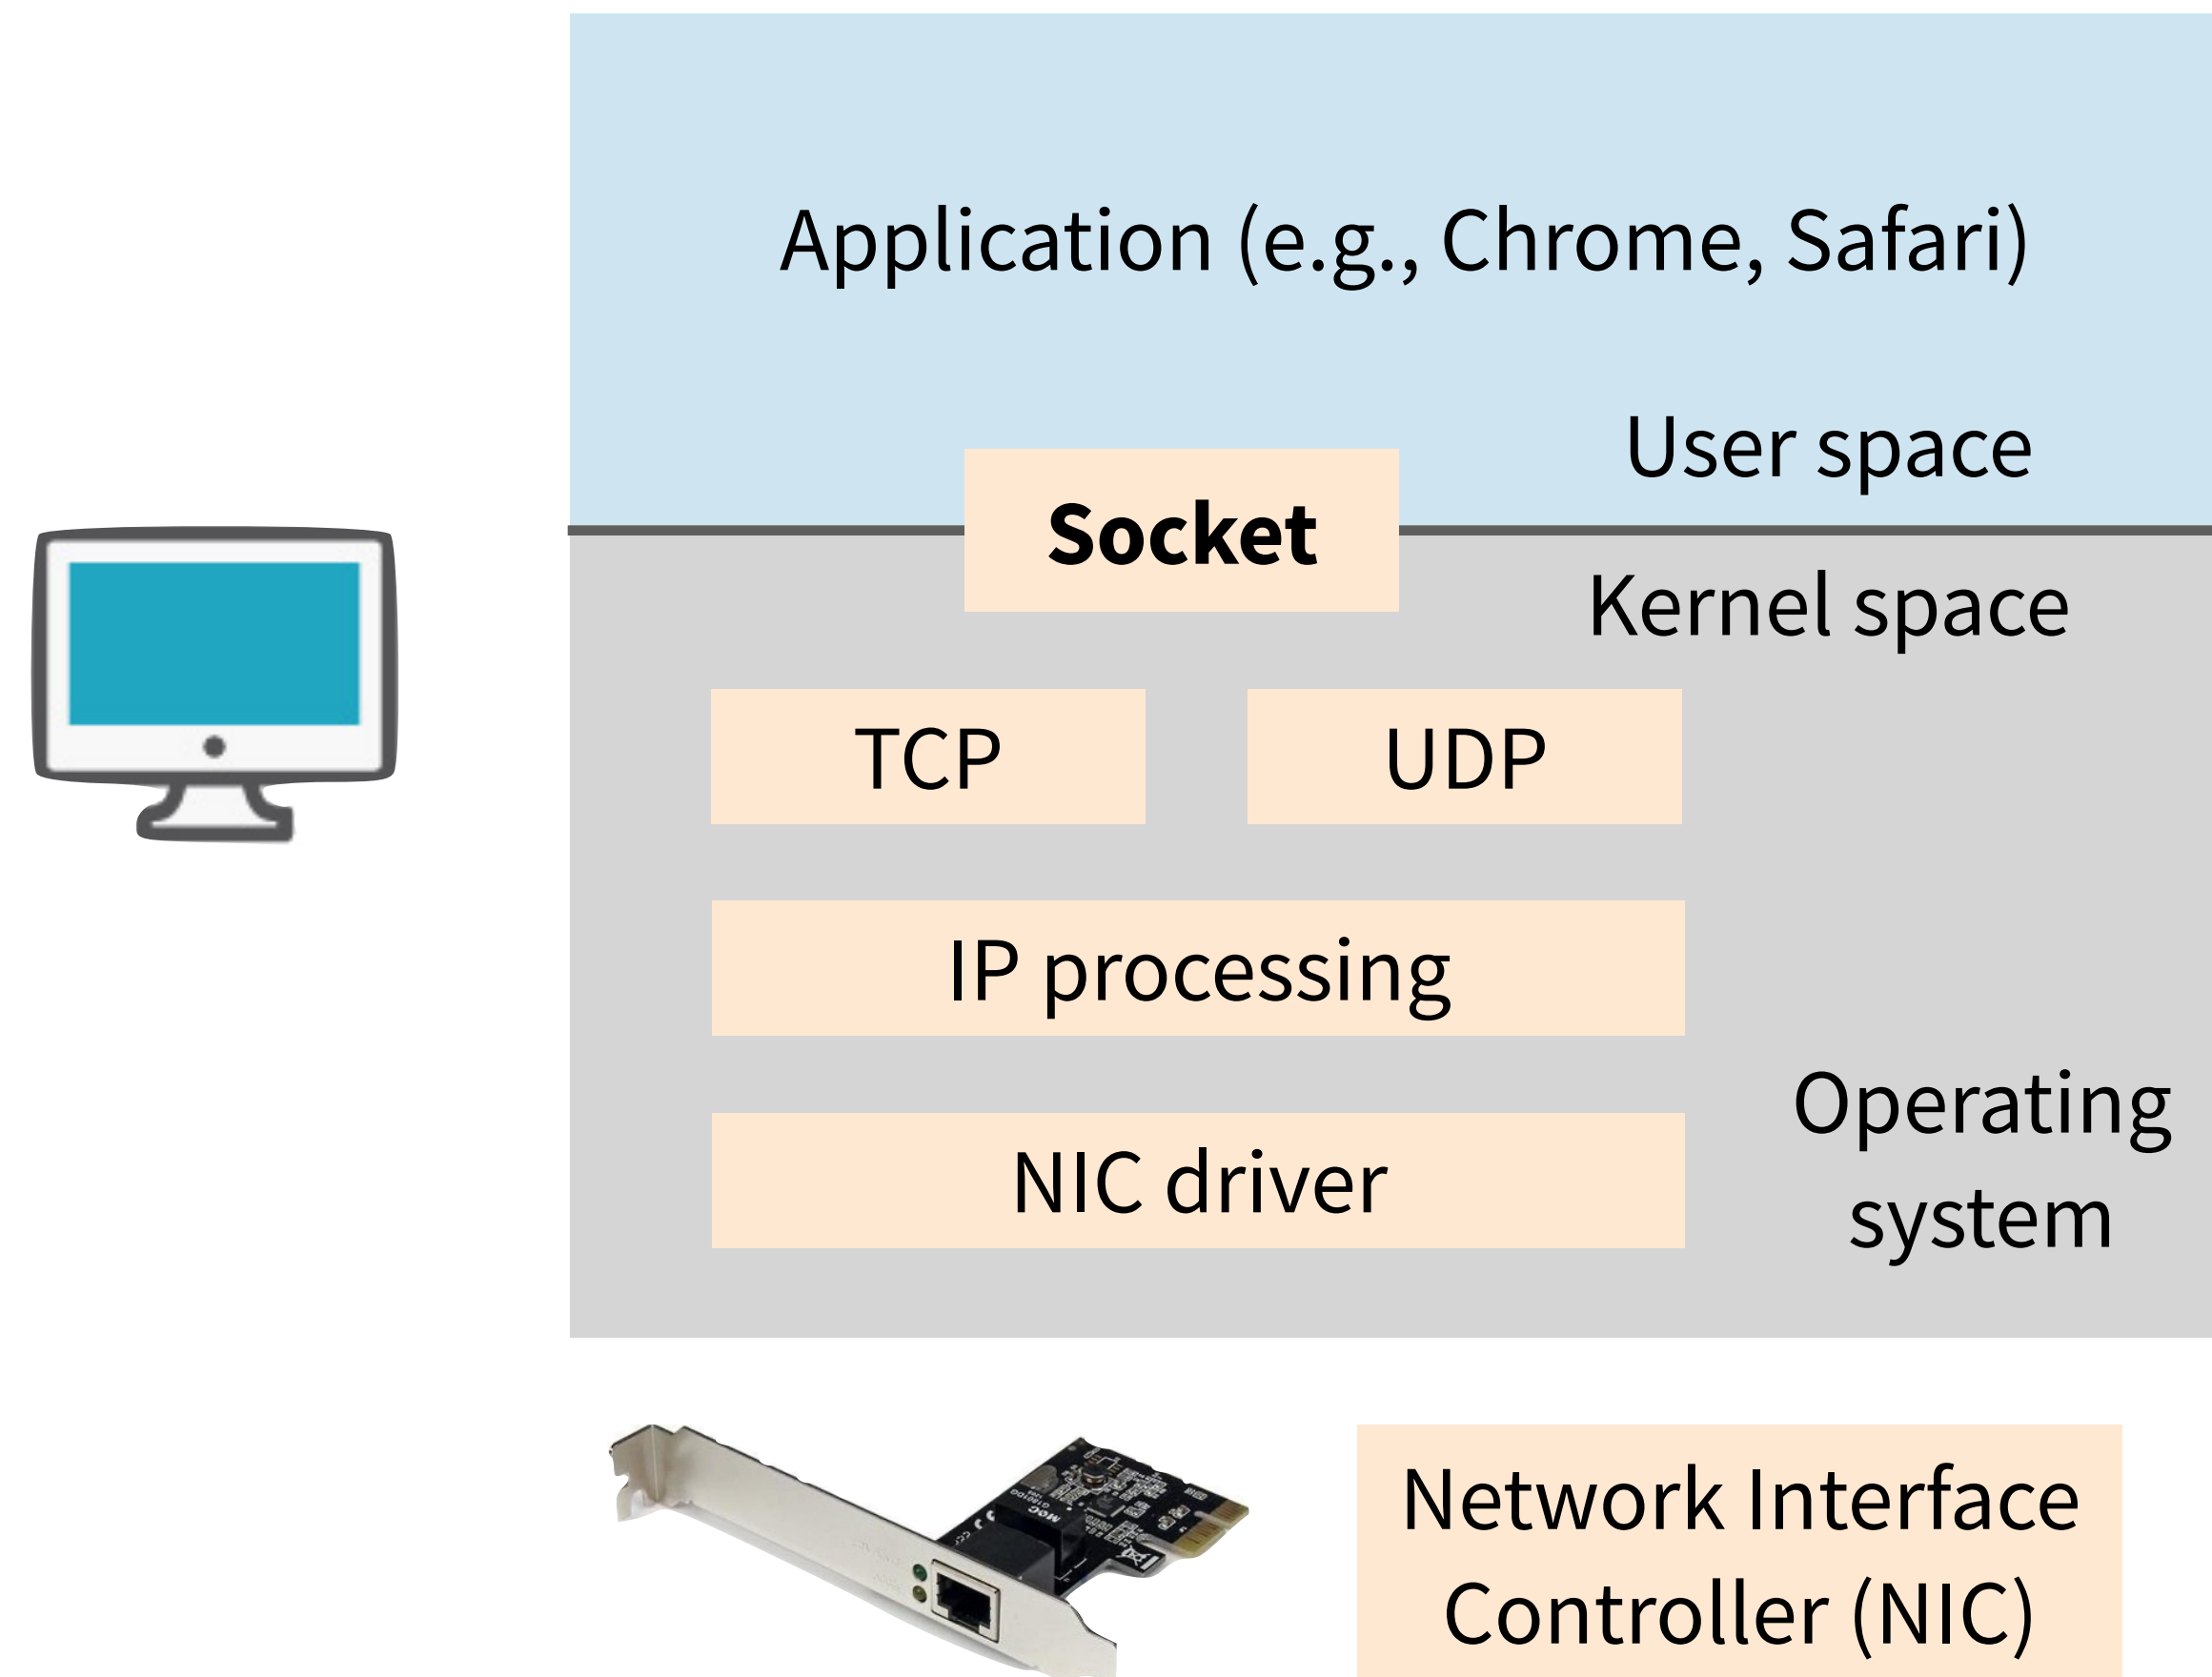 Application (e.g., Chrome, Safari)
User space
Socket
Kernel space
TCP
UDP
IP processing
Operating
system
NIC driver
Network Interface
Controller (NIC)